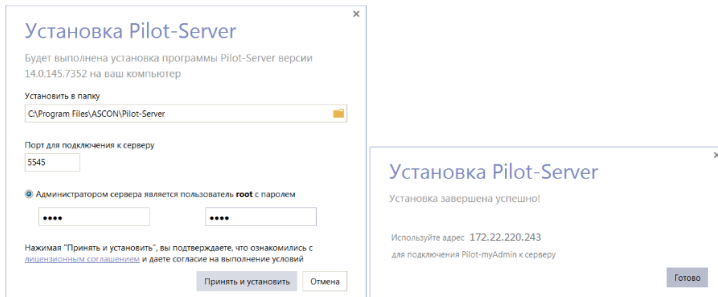 Установка Pilot-Server
Будет выполнена установка программы Pilot-Server версии
14.0.145.7352 на ваш компьютер
Установить в папку
C:\Program Files\ASCON\Pilot-Server
Порт для подключения к серверу
5545
Администратором сервера является пользователь root с паролем
•••• ••••
Нажимая "Принять и установить", вы подтверждаете, что ознакомились с
лицензионным соглашением и даете согласие на выполнение условий
Принять и установить Отмена
Установка Pilot-Server
Установка завершена успешно!
Используйте адрес 172.22.220.243
для подключения Pilot-myAdmin к серверу
Готово